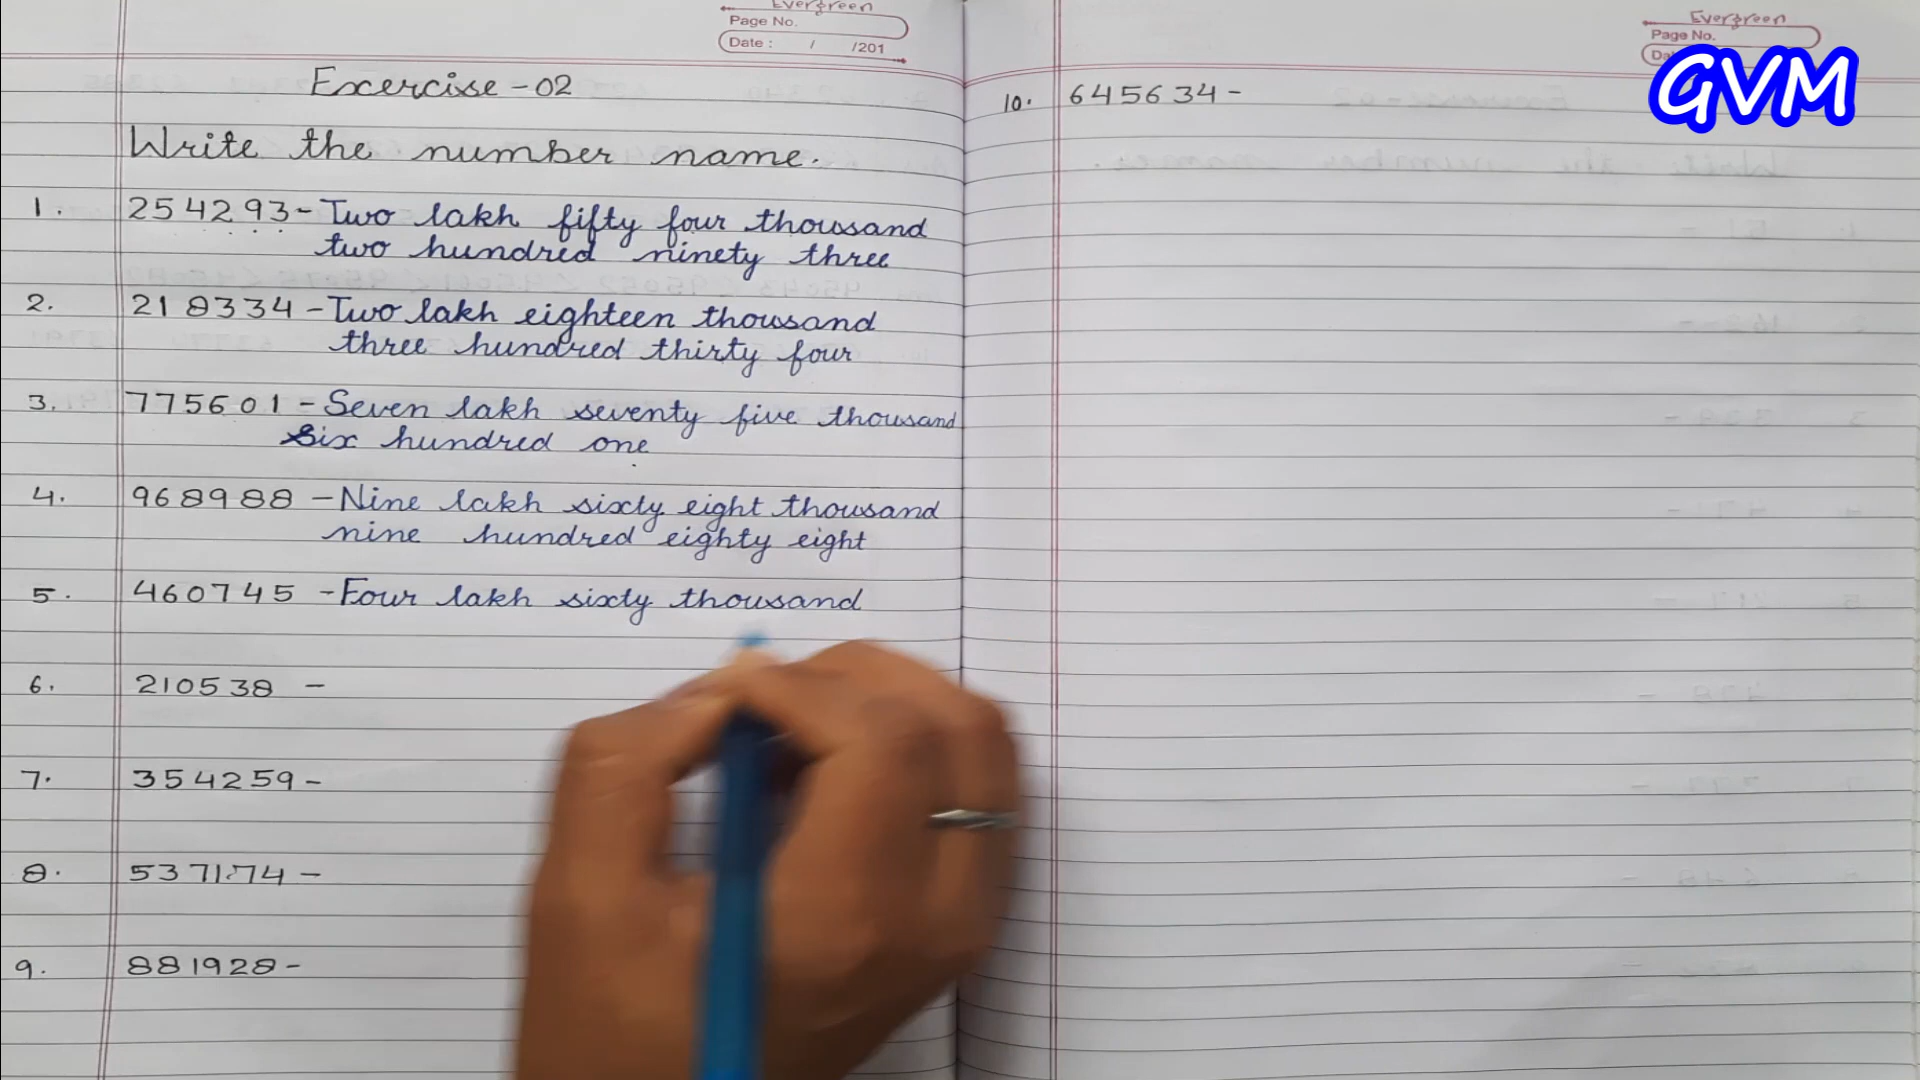 Evergreen
Page No.
Date : / /201
Excercise - 02
Write the number name.
1. 254293 - Two lakh fifty four thousand
two hundred ninety three
2. 218334 - Two lakh eighteen thousand
three hundred thirty four
3. 775601 - Seven lakh seventy five thousand
six hundred one
4. 968988 - Nine lakh sixty eight thousand
nine hundred eighty eight
5. 460745 - Four lakh sixty thousand
6. 210538 -
7. 354259 -
8. 537174 -
9. 881928 -
Evergreen
Page No.
GVM
10. 645634 -